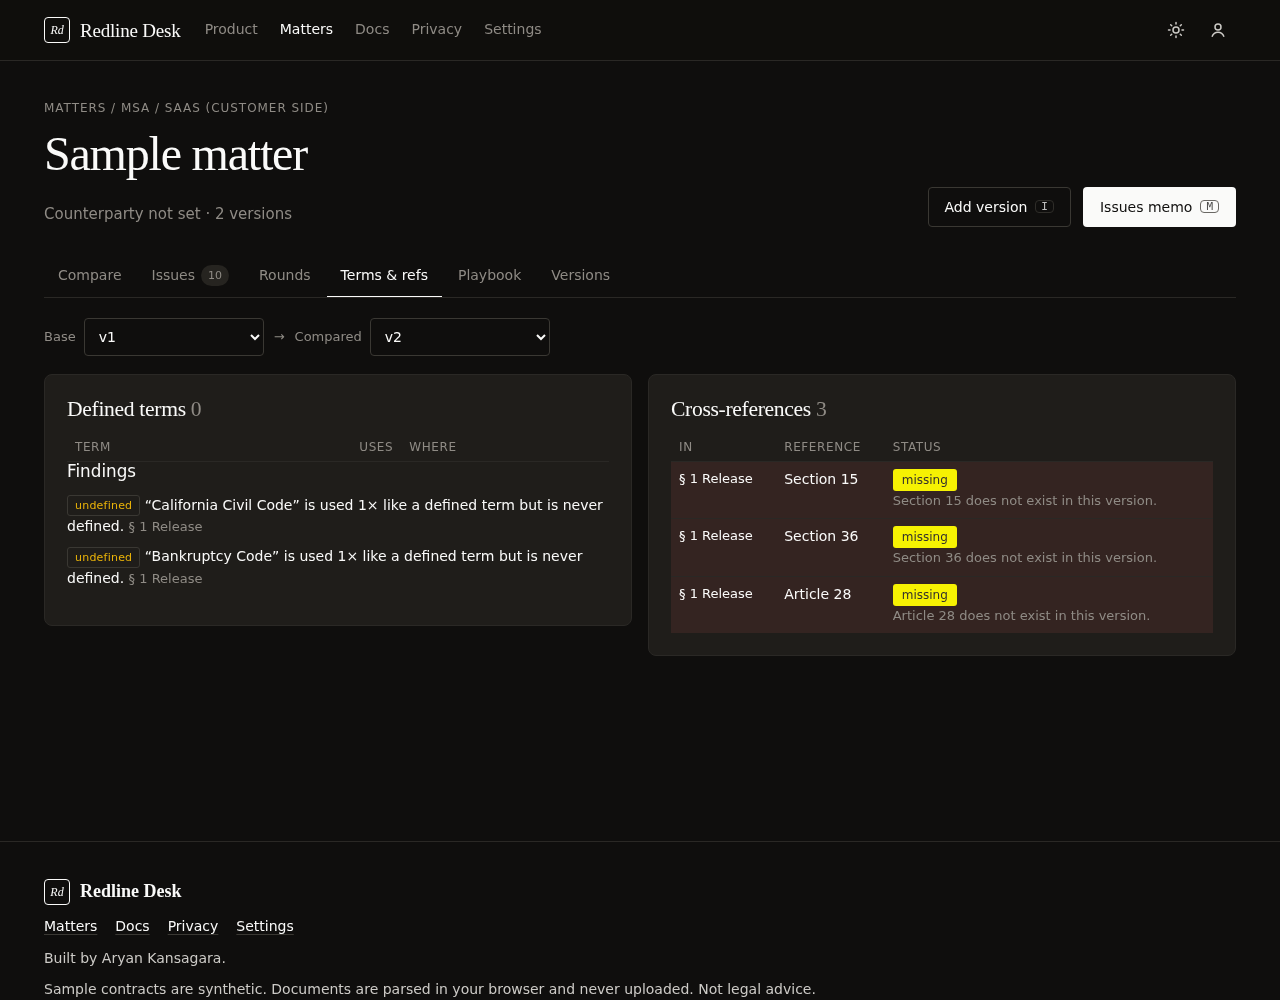 Rd Redline Desk Product Matters Docs Privacy Settings
MATTERS / MSA / SAAS (CUSTOMER SIDE)
Sample matter
Counterparty not set · 2 versions
Add version I Issues memo M
Compare Issues 10 Rounds Terms & refs Playbook Versions
Base v1 → Compared v2
Defined terms 0
TERM USES WHERE
Findings
undefined “California Civil Code” is used 1× like a defined term but is never
defined. § 1 Release
undefined “Bankruptcy Code” is used 1× like a defined term but is never
defined. § 1 Release
Cross-references 3
IN REFERENCE STATUS
§ 1 Release Section 15 missing
Section 15 does not exist in this version.
§ 1 Release Section 36 missing
Section 36 does not exist in this version.
§ 1 Release Article 28 missing
Article 28 does not exist in this version.
Rd Redline Desk
Matters Docs Privacy Settings
Built by Aryan Kansagara.
Sample contracts are synthetic. Documents are parsed in your browser and never uploaded. Not legal advice.